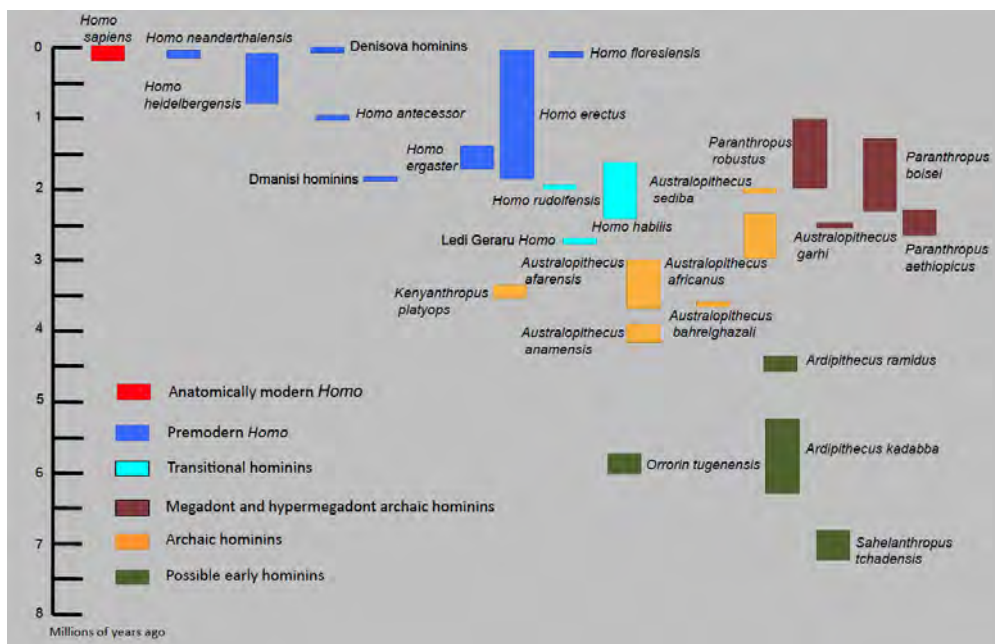 Homo
sapiens
Homo neanderthalensis
Denisova hominins
Homo floresiensis
0
Homo
heidelbergensis
Homo antecessor
Homo erectus
1
Homo
ergaster
Paranthropus
robustus
Paranthropus
boisei
Dmanisi hominins
2
Homo rudolfensis
Australopithecus
sediba
Homo habilis
Ledi Geraru Homo
Australopithecus
garhi
Paranthropus
aethiopicus
3
Australopithecus
afarensis
Australopithecus
africanus
Kenyanthropus
platyops
4
Australopithecus
anamensis
Australopithecus
bahrelghazali
Ardipithecus ramidus
Anatomically modern Homo
5
Premodern Homo
Ardipithecus kadabba
Transitional hominins
6
Orrorin tugenensis
Megadont and hypermegadont archaic hominins
Archaic hominins
7
Sahelanthropus
tchadensis
Possible early hominins
8
Millions of years ago